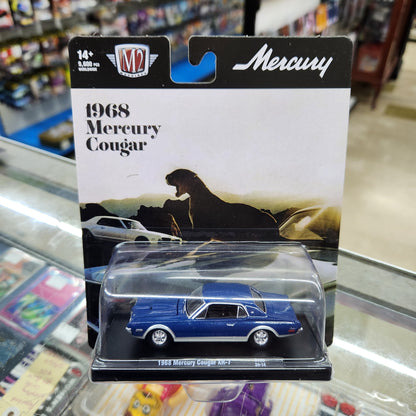 14+
M2
MACHINES
Mercury
1968
Mercury
Cougar
1968 Mercury Cougar XR-7